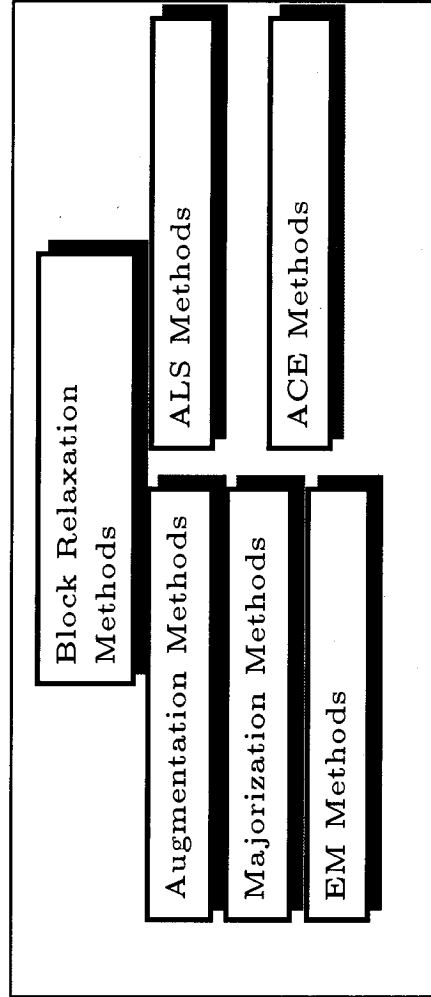 Block Relaxation
Methods
Augmentation Methods
ALS Methods
Majorization Methods
ACE Methods
EM Methods